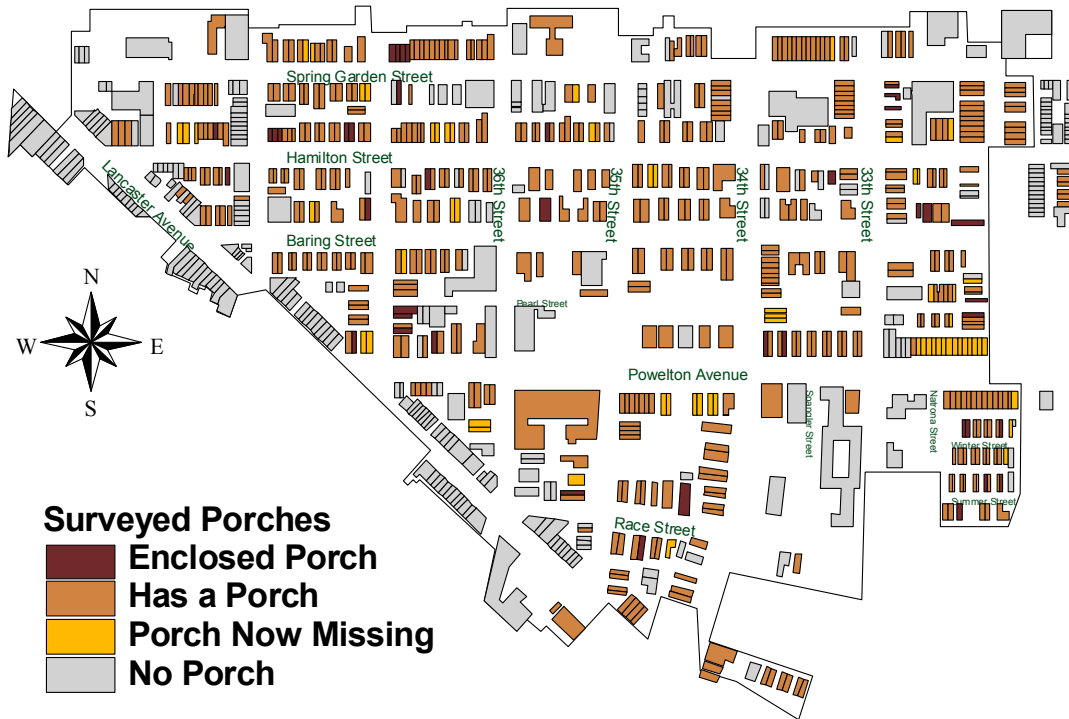 Spring Garden Street
Hamilton Street
Lancaster Avenue
36th Street
35th Street
34th Street
33th Street
Baring Street
Pearl Street
N
W
E
S
Powelton Avenue
Spangler Street
Natrona Street
Winter Street
Summer Street
Race Street
Surveyed Porches
Enclosed Porch
Has a Porch
Porch Now Missing
No Porch